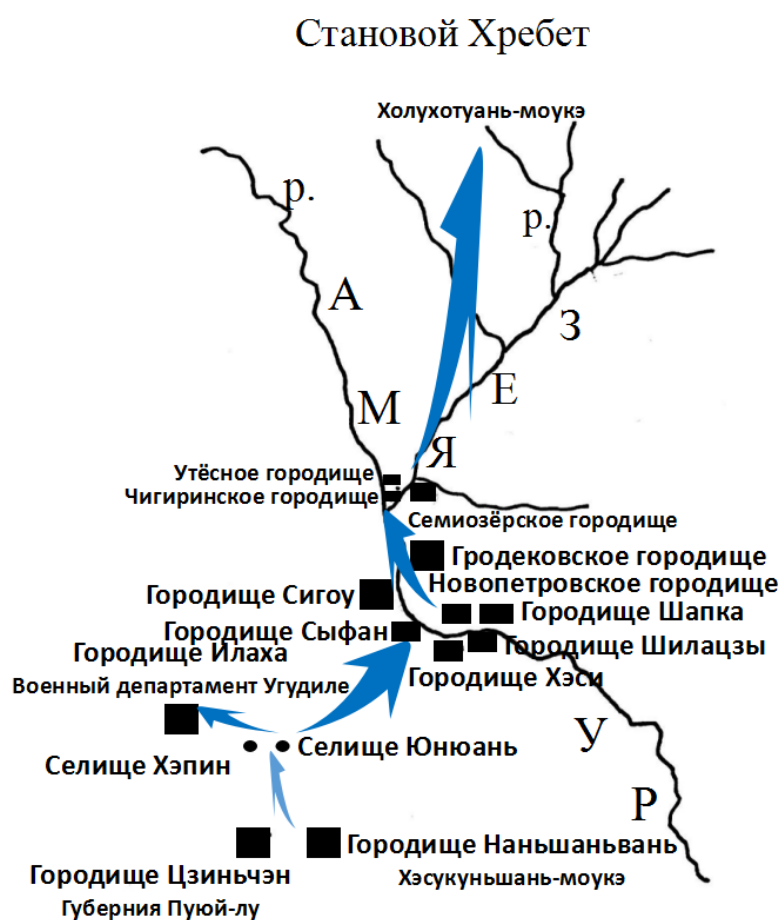 Становой Хребет
Холухотуань-моукэ
р.
р.
А
З
М
Е
Я
Утёсное городище
Чигиринское городище
Семиозёрское городище
Гродековское городище
Новопетровское городище
Городище Сигоу
Городище Шапка
Городище Сыфан
Городище Шилацзы
Городище Илаха
Городище Хэси
Военный департамент Угудиле
У
Селище Юнюань
Селище Хэпин
Р
Городище Наньшаньвань
Городище Цзиньчэн
Хэсукуньшань-моукэ
Губерния Пуюй-лу